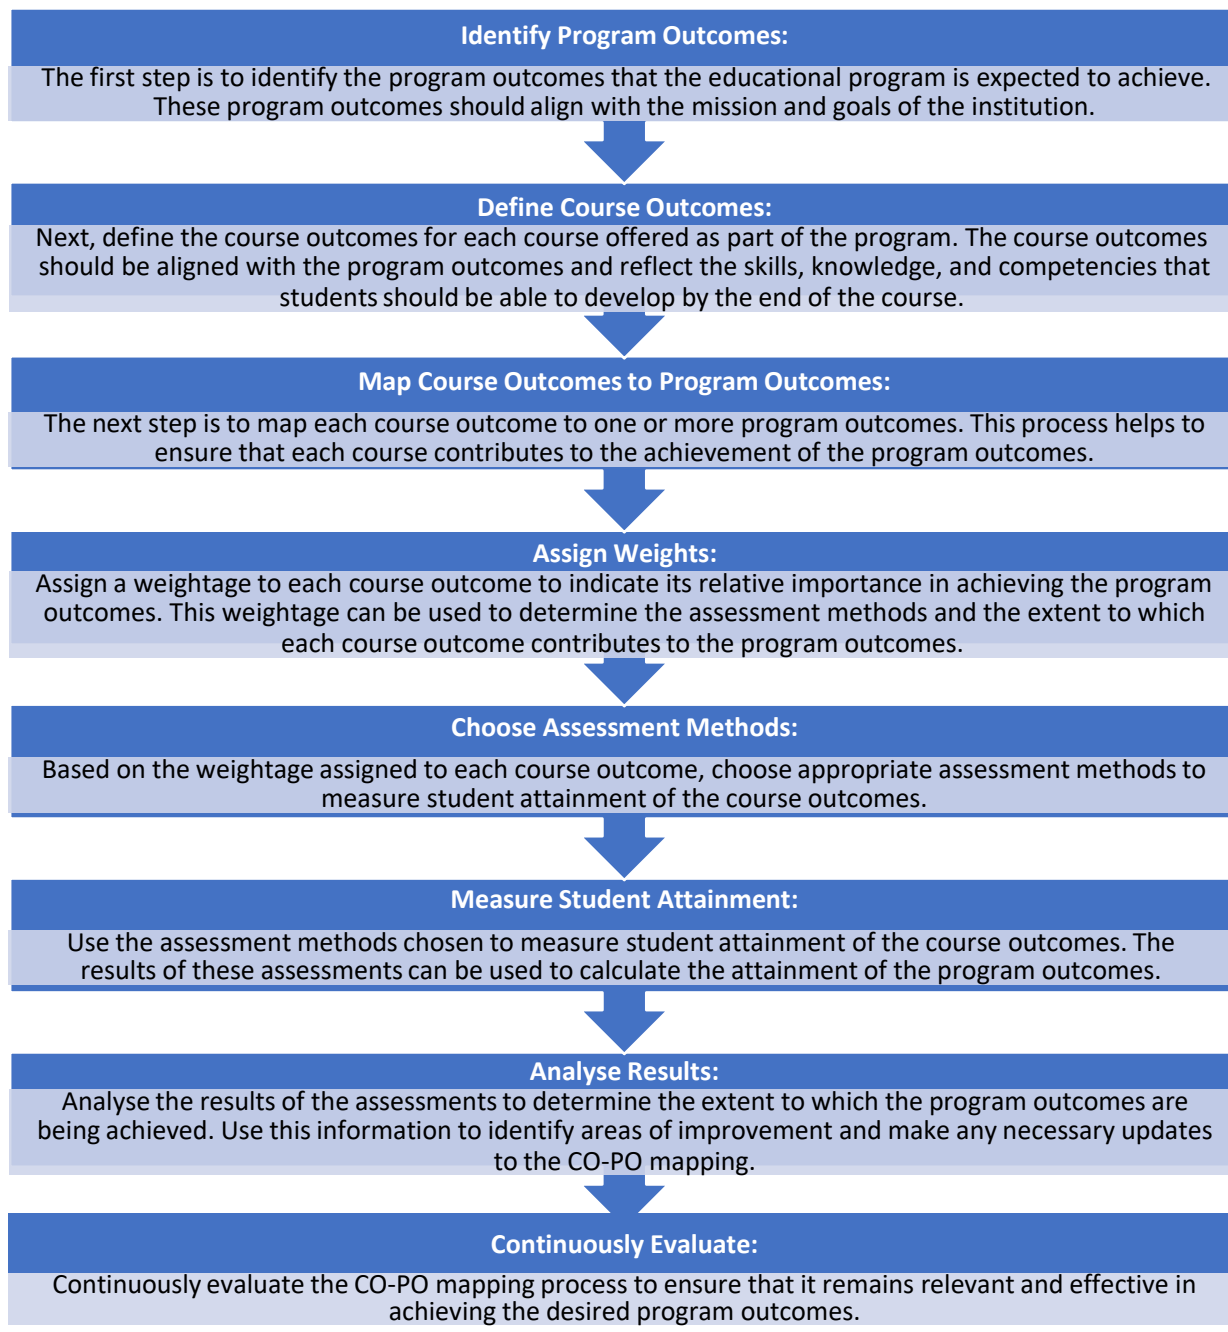 Identify Program Outcomes:
The first step is to identify the program outcomes that the educational program is expected to achieve.
These program outcomes should align with the mission and goals of the institution.
Define Course Outcomes:
Next, define the course outcomes for each course offered as part of the program. The course outcomes
should be aligned with the program outcomes and reflect the skills, knowledge, and competencies that
students should be able to develop by the end of the course.
Map Course Outcomes to Program Outcomes:
The next step is to map each course outcome to one or more program outcomes. This process helps to
ensure that each course contributes to the achievement of the program outcomes.
Assign Weights:
Assign a weightage to each course outcome to indicate its relative importance in achieving the program
outcomes. This weightage can be used to determine the assessment methods and the extent to which
each course outcome contributes to the program outcomes.
Choose Assessment Methods:
Based on the weightage assigned to each course outcome, choose appropriate assessment methods to
measure student attainment of the course outcomes.
Measure Student Attainment:
Use the assessment methods chosen to measure student attainment of the course outcomes. The
results of these assessments can be used to calculate the attainment of the program outcomes.
Analyse Results:
Analyse the results of the assessments to determine the extent to which the program outcomes are
being achieved. Use this information to identify areas of improvement and make any necessary updates
to the CO-PO mapping.
Continuously Evaluate:
Continuously evaluate the CO-PO mapping process to ensure that it remains relevant and effective in
achieving the desired program outcomes.